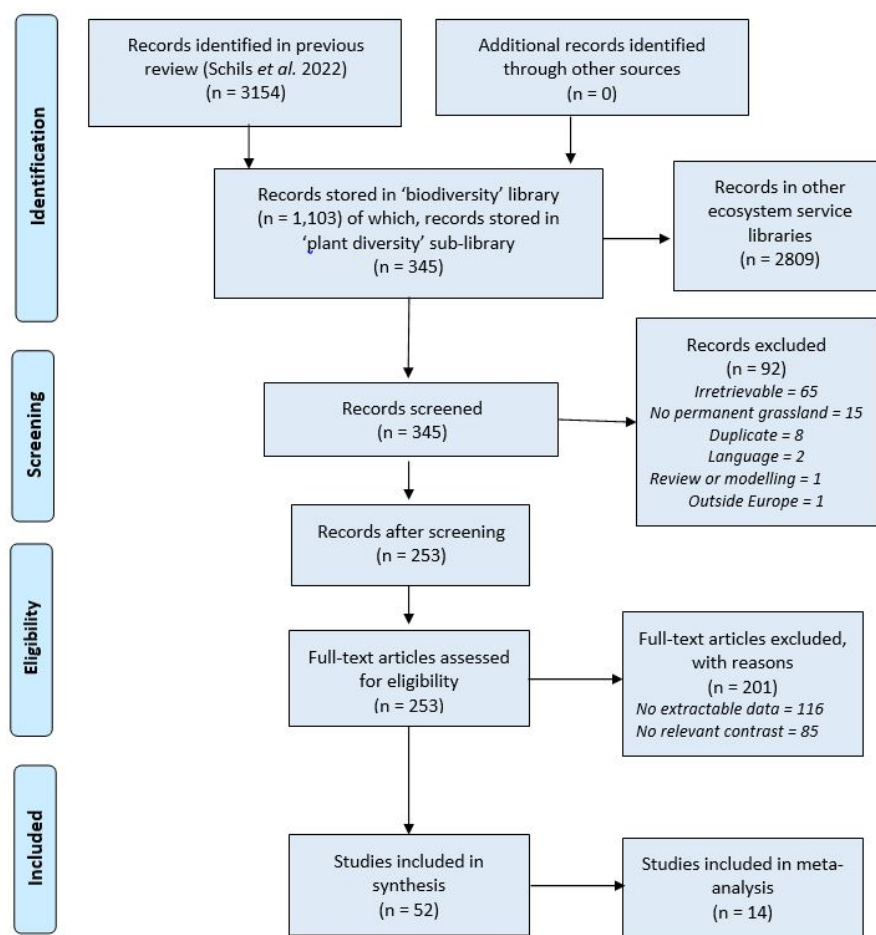 Identification
Records identified in previous
review (Schils et al. 2022)
(n = 3154)
Additional records identified
through other sources
(n = 0)
Records stored in ‘biodiversity’ library
(n = 1,103) of which, records stored in
‘plant diversity’ sub-library
(n = 345)
Records in other
ecosystem service
libraries
(n = 2809)
Screening
Records screened
(n = 345)
Records excluded
(n = 92)
Irretrievable = 65
No permanent grassland = 15
Duplicate = 8
Language = 2
Review or modelling = 1
Outside Europe = 1
Records after screening
(n = 253)
Eligibility
Full-text articles assessed
for eligibility
(n = 253)
Full-text articles excluded,
with reasons
(n = 201)
No extractable data = 116
No relevant contrast = 85
Included
Studies included in
synthesis
(n = 52)
Studies included in meta-
analysis
(n = 14)